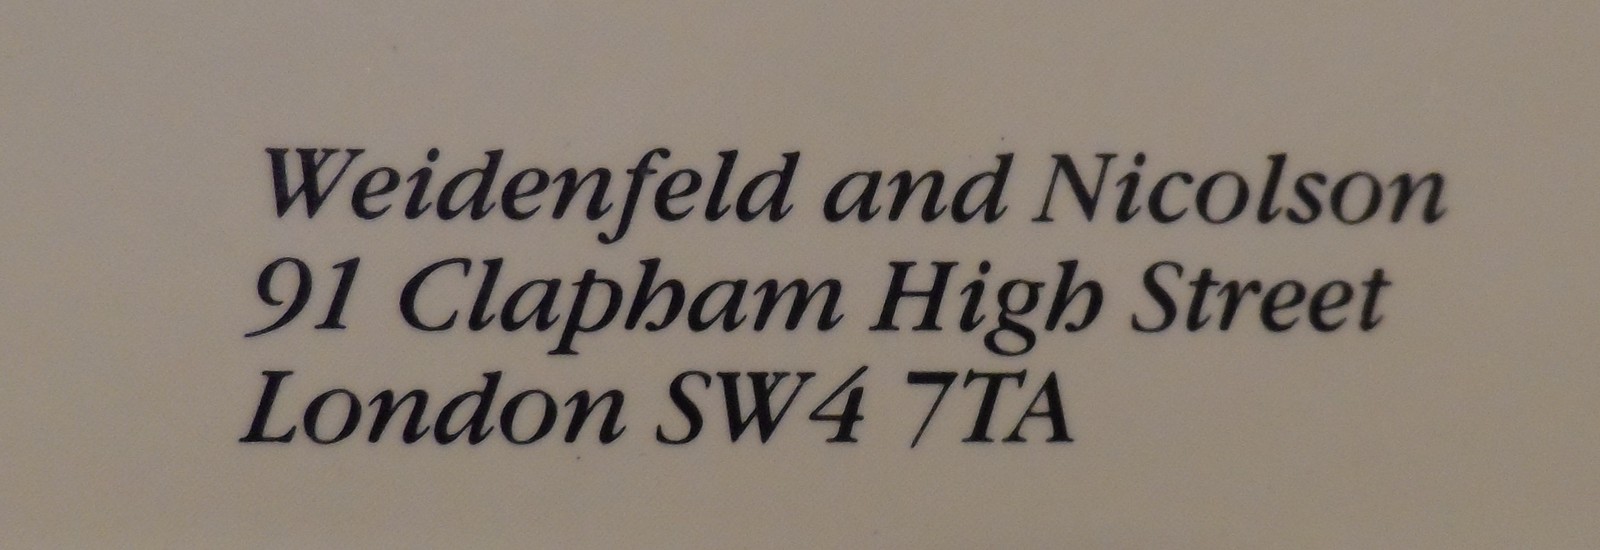 Weidenfeld and Nicolson
91 Clapham High Street
London SW4 7TA